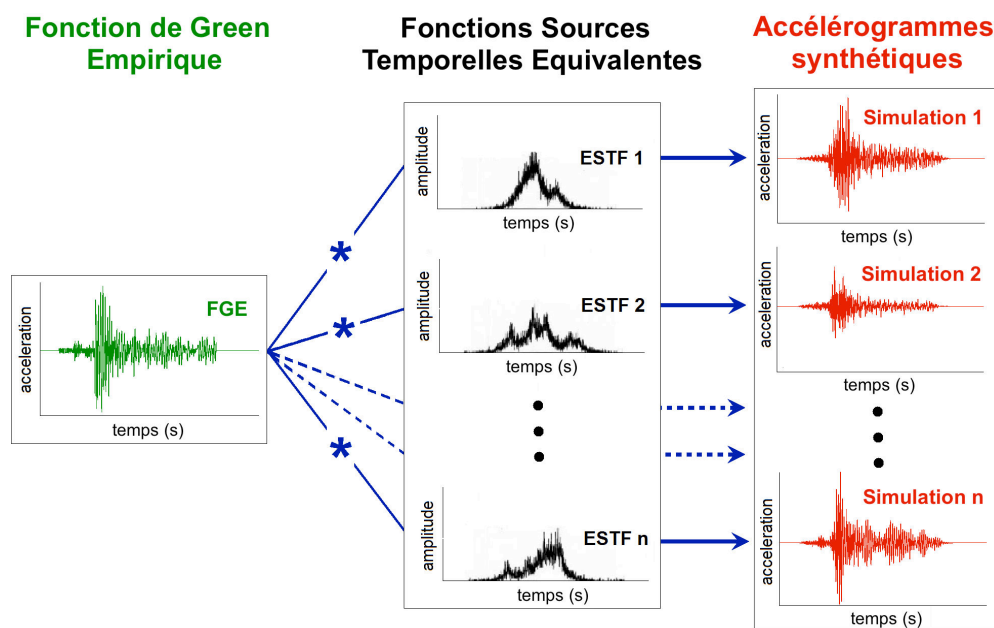 Fonction de Green
Empirique
Fonctions Sources
Temporelles Equivalentes
Accélérogrammes
synthétiques
FGE
acceleration
temps (s)
*
*
*
ESTF 1
amplitude
temps (s)
ESTF 2
amplitude
temps (s)
ESTF n
amplitude
temps (s)
Simulation 1
acceleration
temps (s)
Simulation 2
acceleration
temps (s)
Simulation n
acceleration
temps (s)